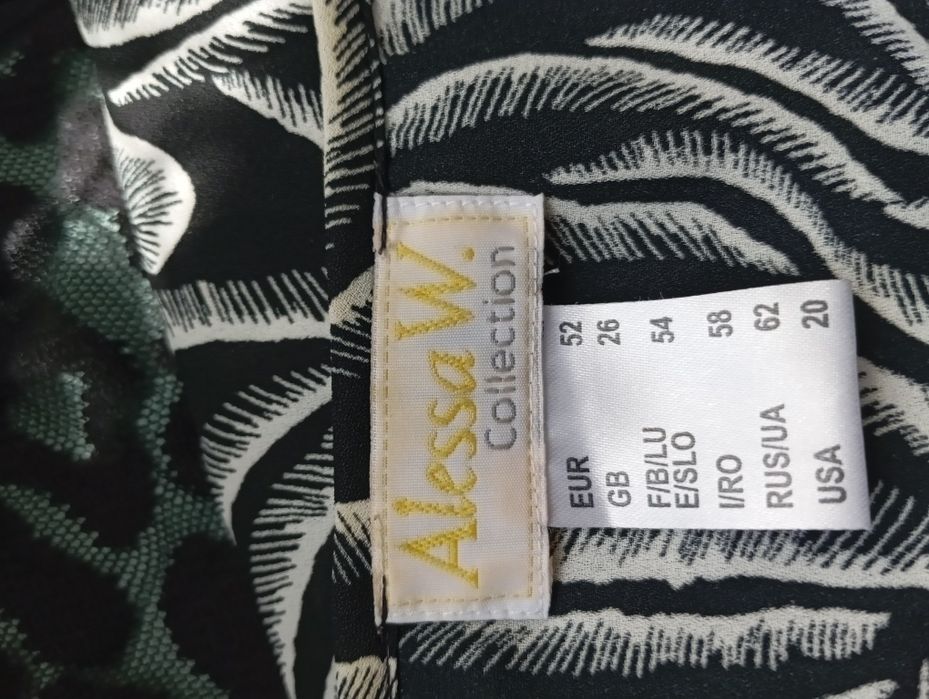 Alessa W.
Collection
EUR 52
GB 26
F/B/LU 54
E/SLO
I/RO 58
RUS/UA 62
USA 20